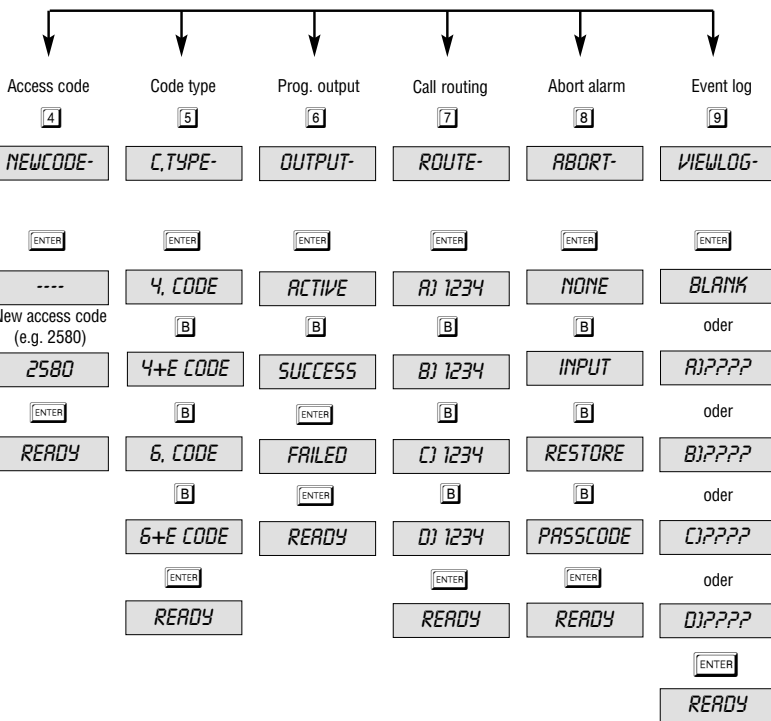 Access code
4
NEWCODE-
ENTER
----
New access code
(e.g. 2580)
2580
ENTER
READY
Code type
5
C.TYPE-
ENTER
4. CODE
B
4+E CODE
B
6. CODE
B
6+E CODE
ENTER
READY
Prog. output
6
OUTPUT-
ENTER
ACTIVE
B
SUCCESS
ENTER
FAILED
ENTER
READY
Call routing
7
ROUTE-
ENTER
A) 1234
B
B) 1234
B
C) 1234
B
D) 1234
ENTER
READY
Abort alarm
8
ABORT-
ENTER
NONE
B
INPUT
B
RESTORE
B
PASSCODE
ENTER
READY
Event log
9
VIEWLOG-
ENTER
BLANK
oder
A)????
oder
B)????
oder
C)????
oder
D)????
ENTER
READY